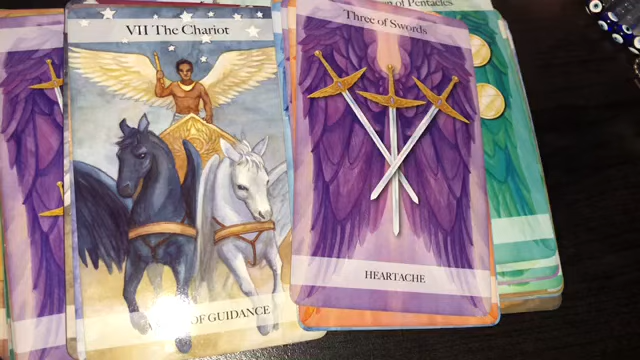 VII The Chariot
Three of Swords
of Pentacles
OF GUIDANCE
HEARTACHE